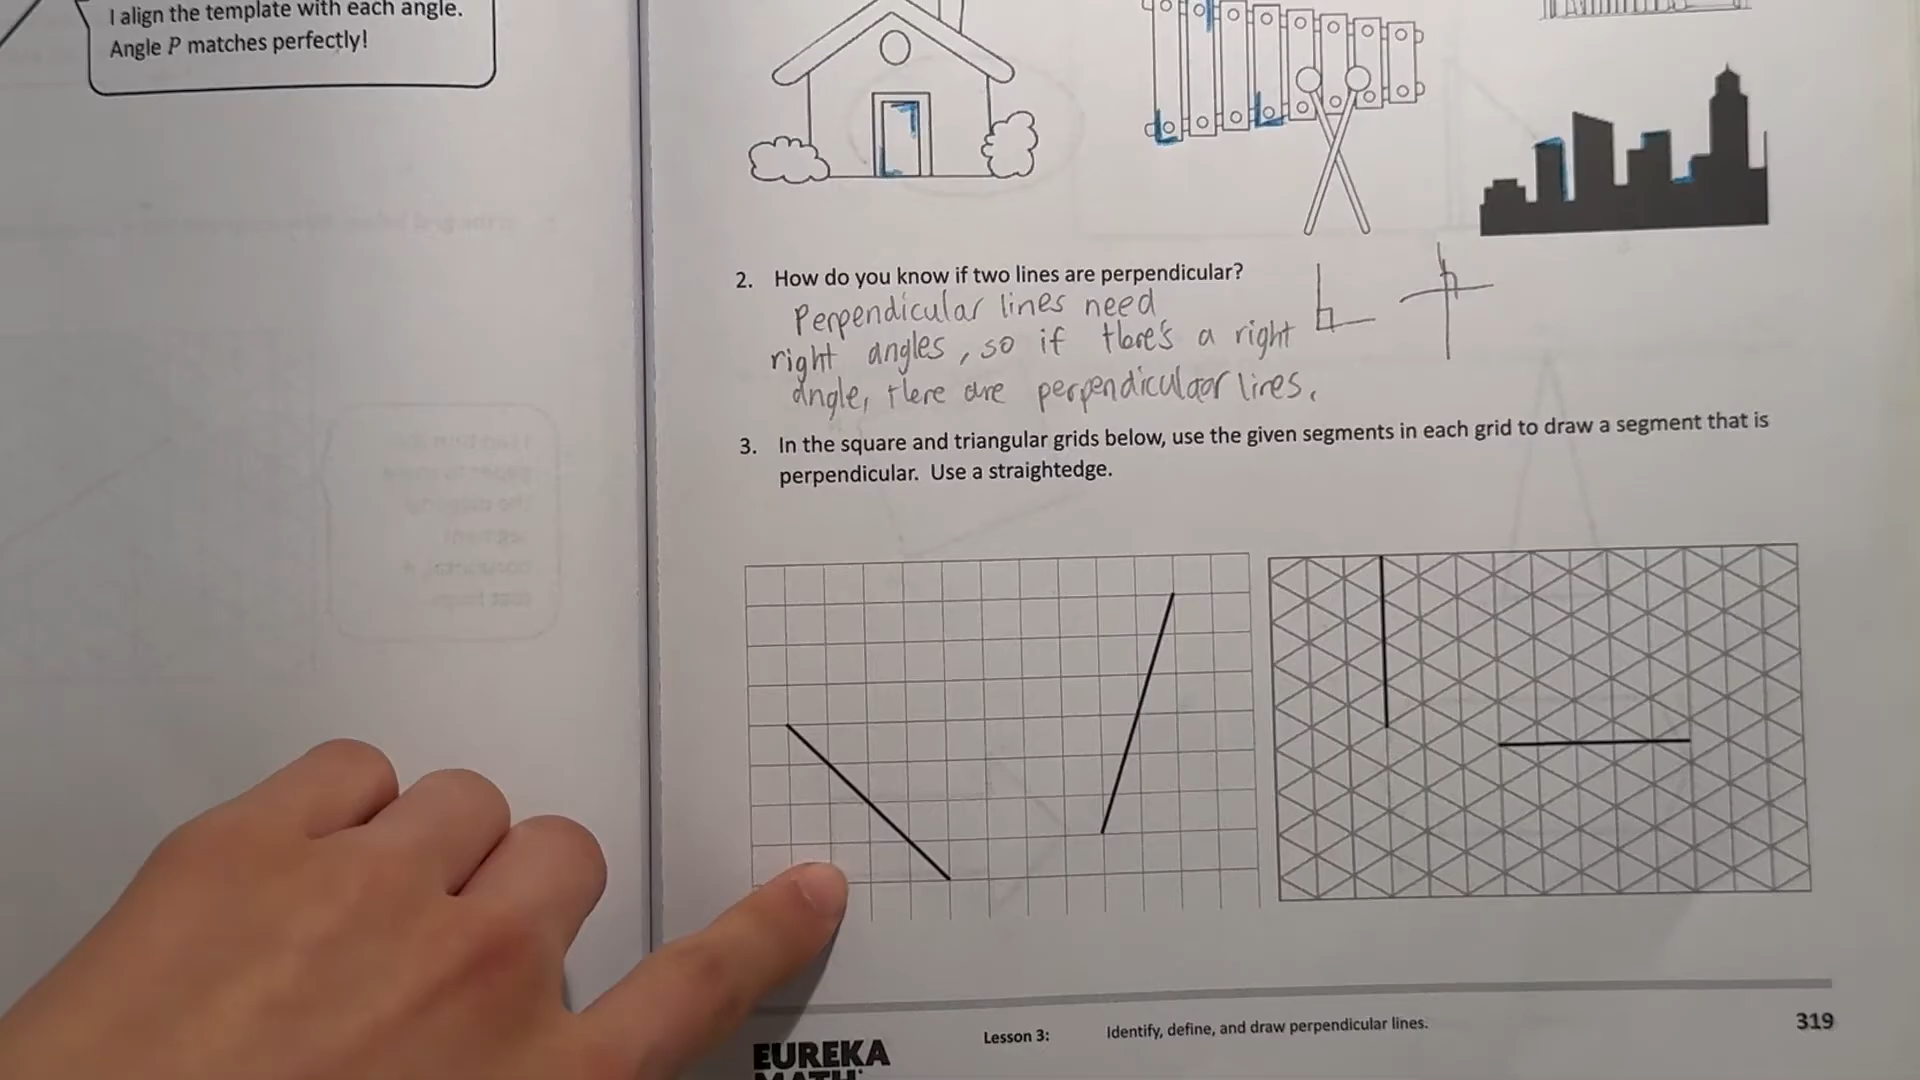 I align the template with each angle.
Angle P matches perfectly!
2. How do you know if two lines are perpendicular?
Perpendicular lines need
right angles, so if there's a right
angle, there are perpendicular lines.
3. In the square and triangular grids below, use the given segments in each grid to draw a segment that is
perpendicular. Use a straightedge.
EUREKA
MATH
Lesson 3: Identify, define, and draw perpendicular lines.
319